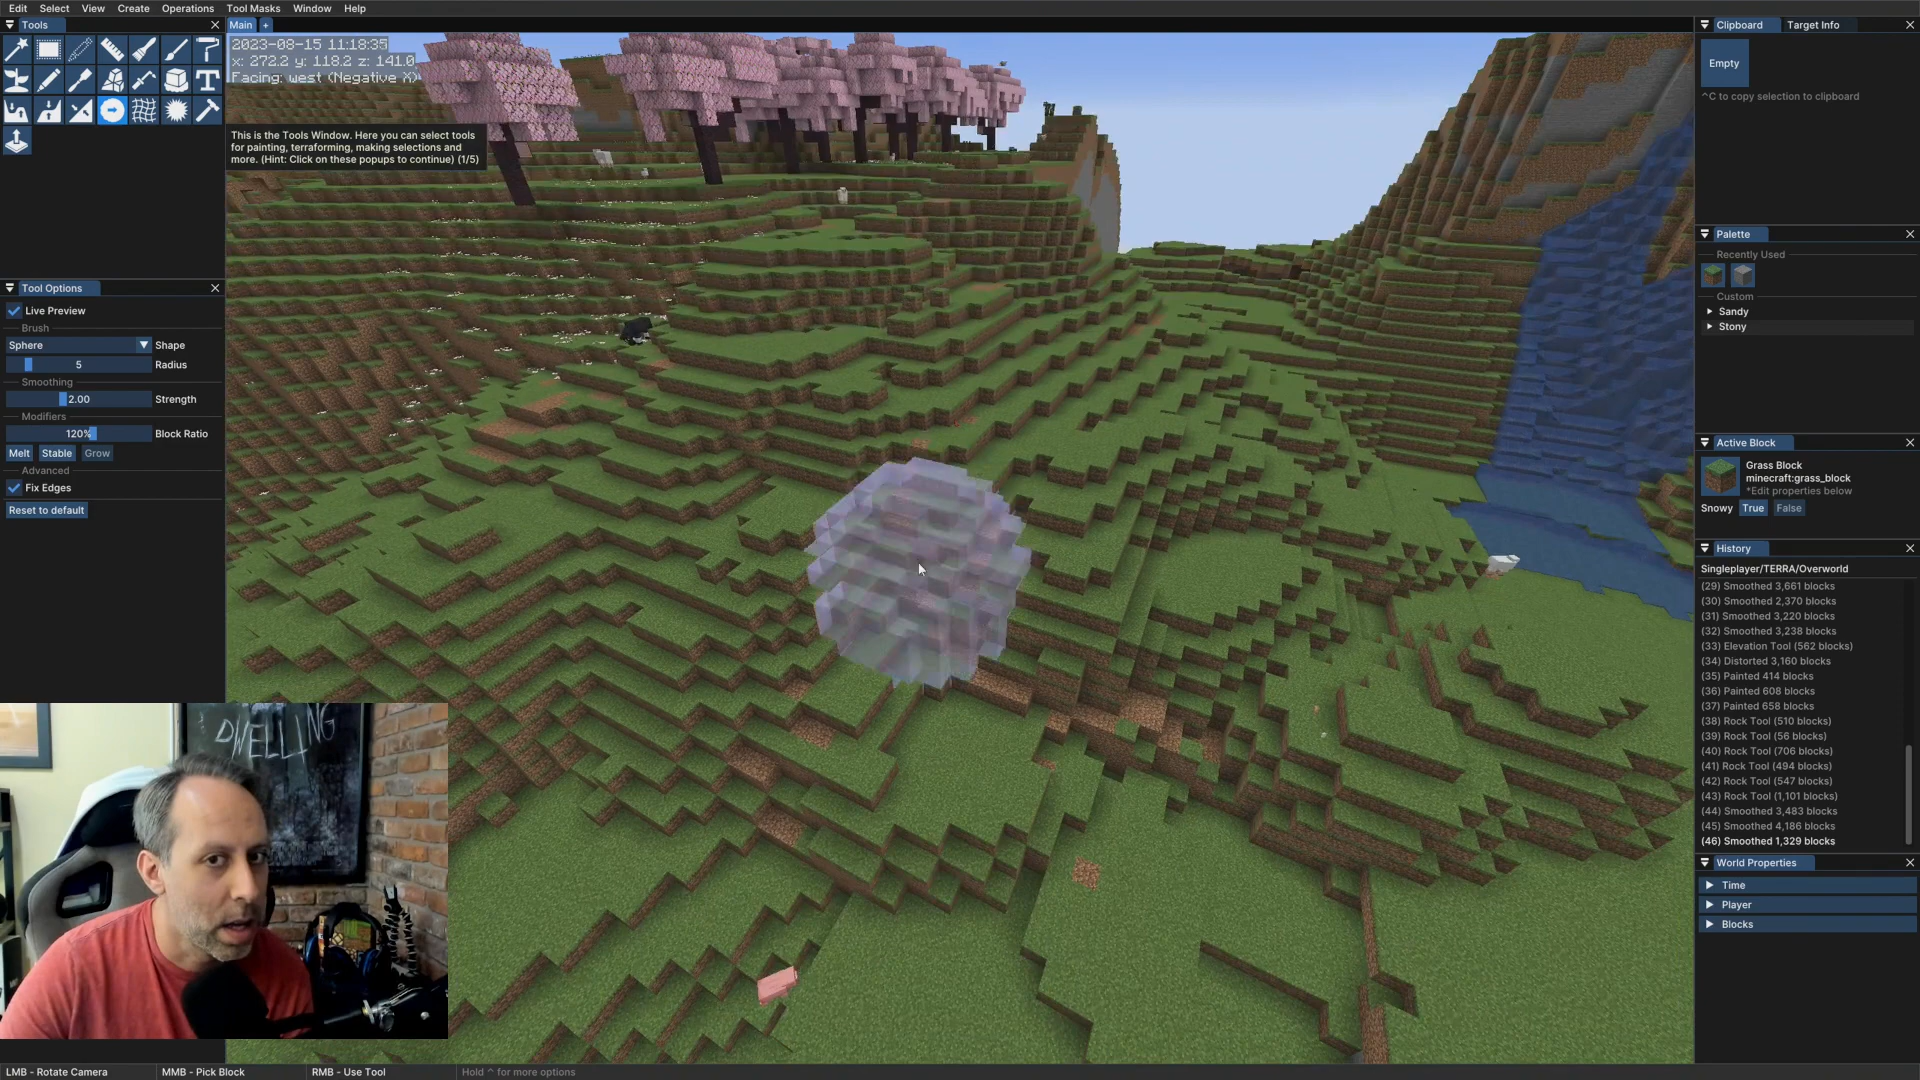 Edit Select View Create Operations Tool Masks Window Help
Tools
Main +
2023-08-15 11:18:35
x: 272.2 y: 118.2 z: 141.0
Facing: west (Negative X)
This is the Tools Window. Here you can select tools
for painting, terraforming, making selections and
more. (Hint: Click on these popups to continue) (1/5)
Tool Options
Live Preview
Brush
Sphere Shape
5 Radius
Smoothing
2.00 Strength
Modifiers
120% Block Ratio
Melt Stable Grow
Advanced
Fix Edges
Reset to default
DWELLING
Clipboard Target Info
Empty
^C to copy selection to clipboard
Palette
Recently Used
Custom
Sandy
Stony
Active Block
Grass Block
minecraft:grass_block
*Edit properties below
Snowy True False
History
Singleplayer/TERRA/Overworld
(29) Smoothed 3,661 blocks
(30) Smoothed 2,370 blocks
(31) Smoothed 3,220 blocks
(32) Smoothed 3,238 blocks
(33) Elevation Tool (562 blocks)
(34) Distorted 3,160 blocks
(35) Painted 414 blocks
(36) Painted 608 blocks
(37) Painted 658 blocks
(38) Rock Tool (510 blocks)
(39) Rock Tool (56 blocks)
(40) Rock Tool (706 blocks)
(41) Rock Tool (494 blocks)
(42) Rock Tool (547 blocks)
(43) Rock Tool (1,101 blocks)
(44) Smoothed 3,483 blocks
(45) Smoothed 4,186 blocks
(46) Smoothed 1,329 blocks
World Properties
Time
Player
Blocks
LMB - Rotate Camera MMB - Pick Block RMB - Use Tool Hold ^ for more options